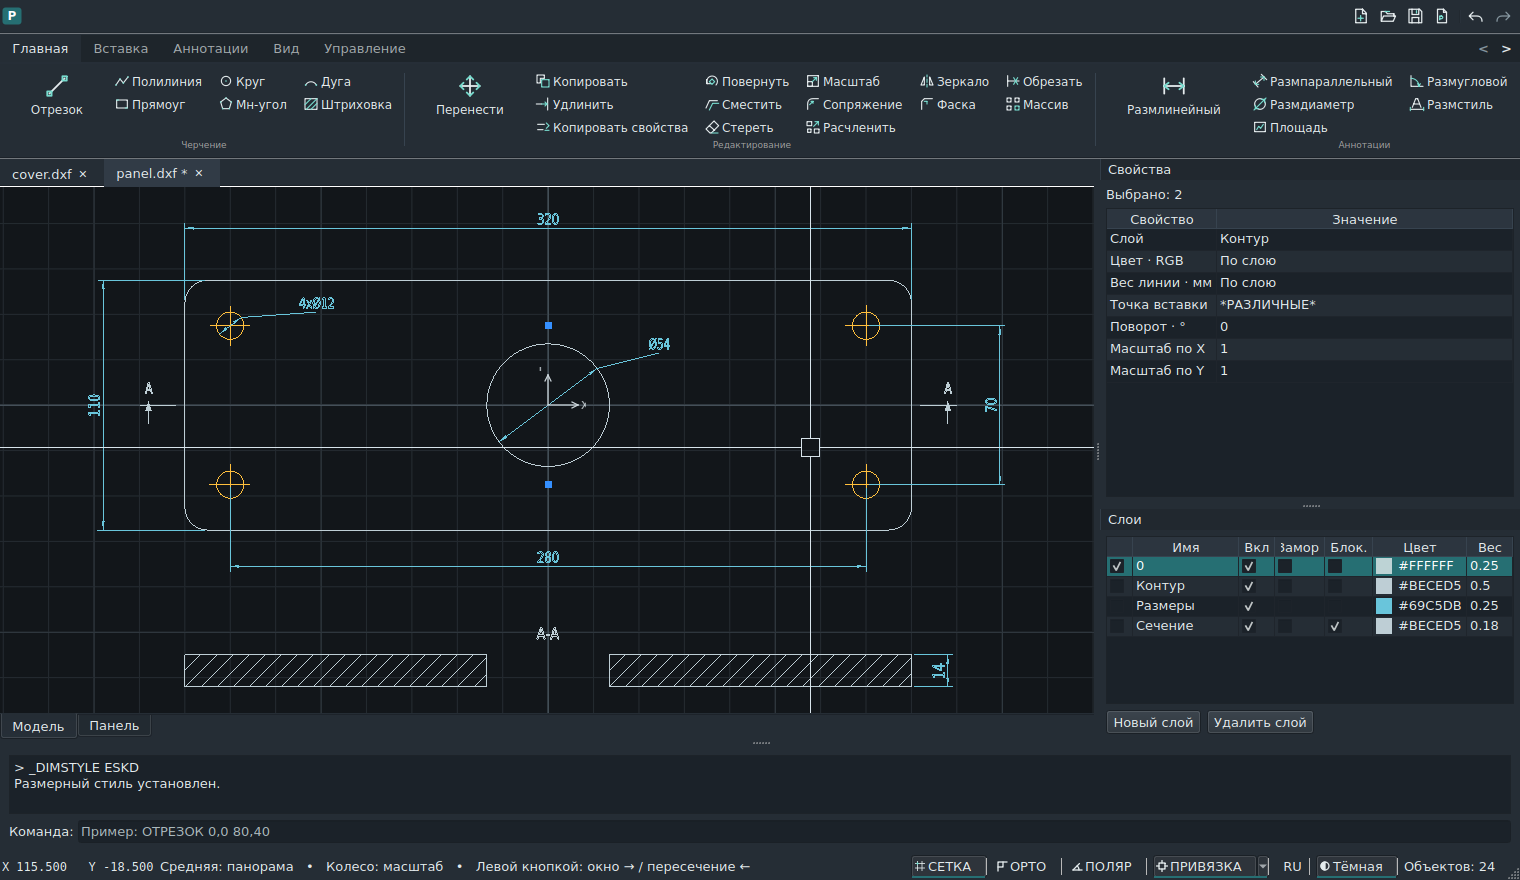 P
Главная Вставка Аннотации Вид Управление < >
Отрезок
Полилиния Круг Дуга
Прямоуг Мн-угол Штриховка
Черчение
Перенести
Копировать Повернуть Масштаб Зеркало Обрезать
Удлинить Сместить Сопряжение Фаска Массив
Копировать свойства Стереть Расчленить
Редактирование
Размлинейный
Размпараллельный Размугловой
Размдиаметр Размстиль
Площадь
Аннотации
cover.dxf × panel.dxf * ×
320
4xØ12
Ø54
A A
110
70
X
280
A-A
14
Модель Панель
Свойства
Выбрано: 2
Свойство Значение
Слой Контур
Цвет · RGB По слою
Вес линии · мм По слою
Точка вставки *РАЗЛИЧНЫЕ*
Поворот · ° 0
Масштаб по X 1
Масштаб по Y 1
Слои
Имя Вкл Замор Блок. Цвет Вес
0 #FFFFFF 0.25
Контур #BECED5 0.5
Размеры #69C5DB 0.25
Сечение #BECED5 0.18
Новый слой Удалить слой
> _DIMSTYLE ESKD
Размерный стиль установлен.
Команда: Пример: ОТРЕЗОК 0,0 80,40
X 115.500 Y -18.500 Средняя: панорама • Колесо: масштаб • Левой кнопкой: окно → / пересечение ← СЕТКА ОРТО ПОЛЯР ПРИВЯЗКА RU Тёмная Объектов: 24